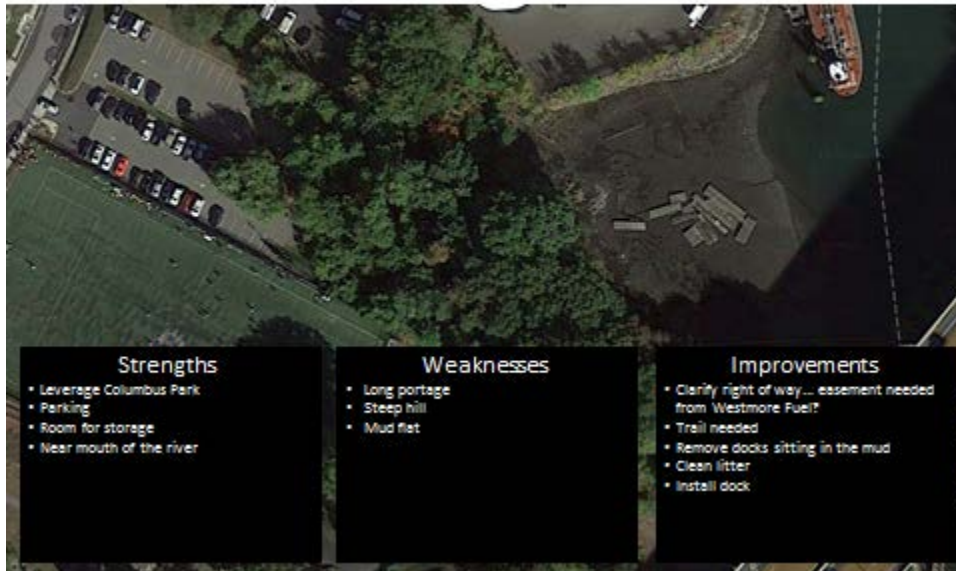 Strengths
▪ Leverage Columbus Park
▪ Parking
▪ Room for storage
▪ Near mouth of the river
Weaknesses
▪ Long portage
▪ Steep hill
▪ Mud flat
Improvements
▪ Clarify right of way... easement needed
from Westmore Fuel?
▪ Trail needed
▪ Remove docks sitting in the mud
▪ Clean litter
▪ Install dock